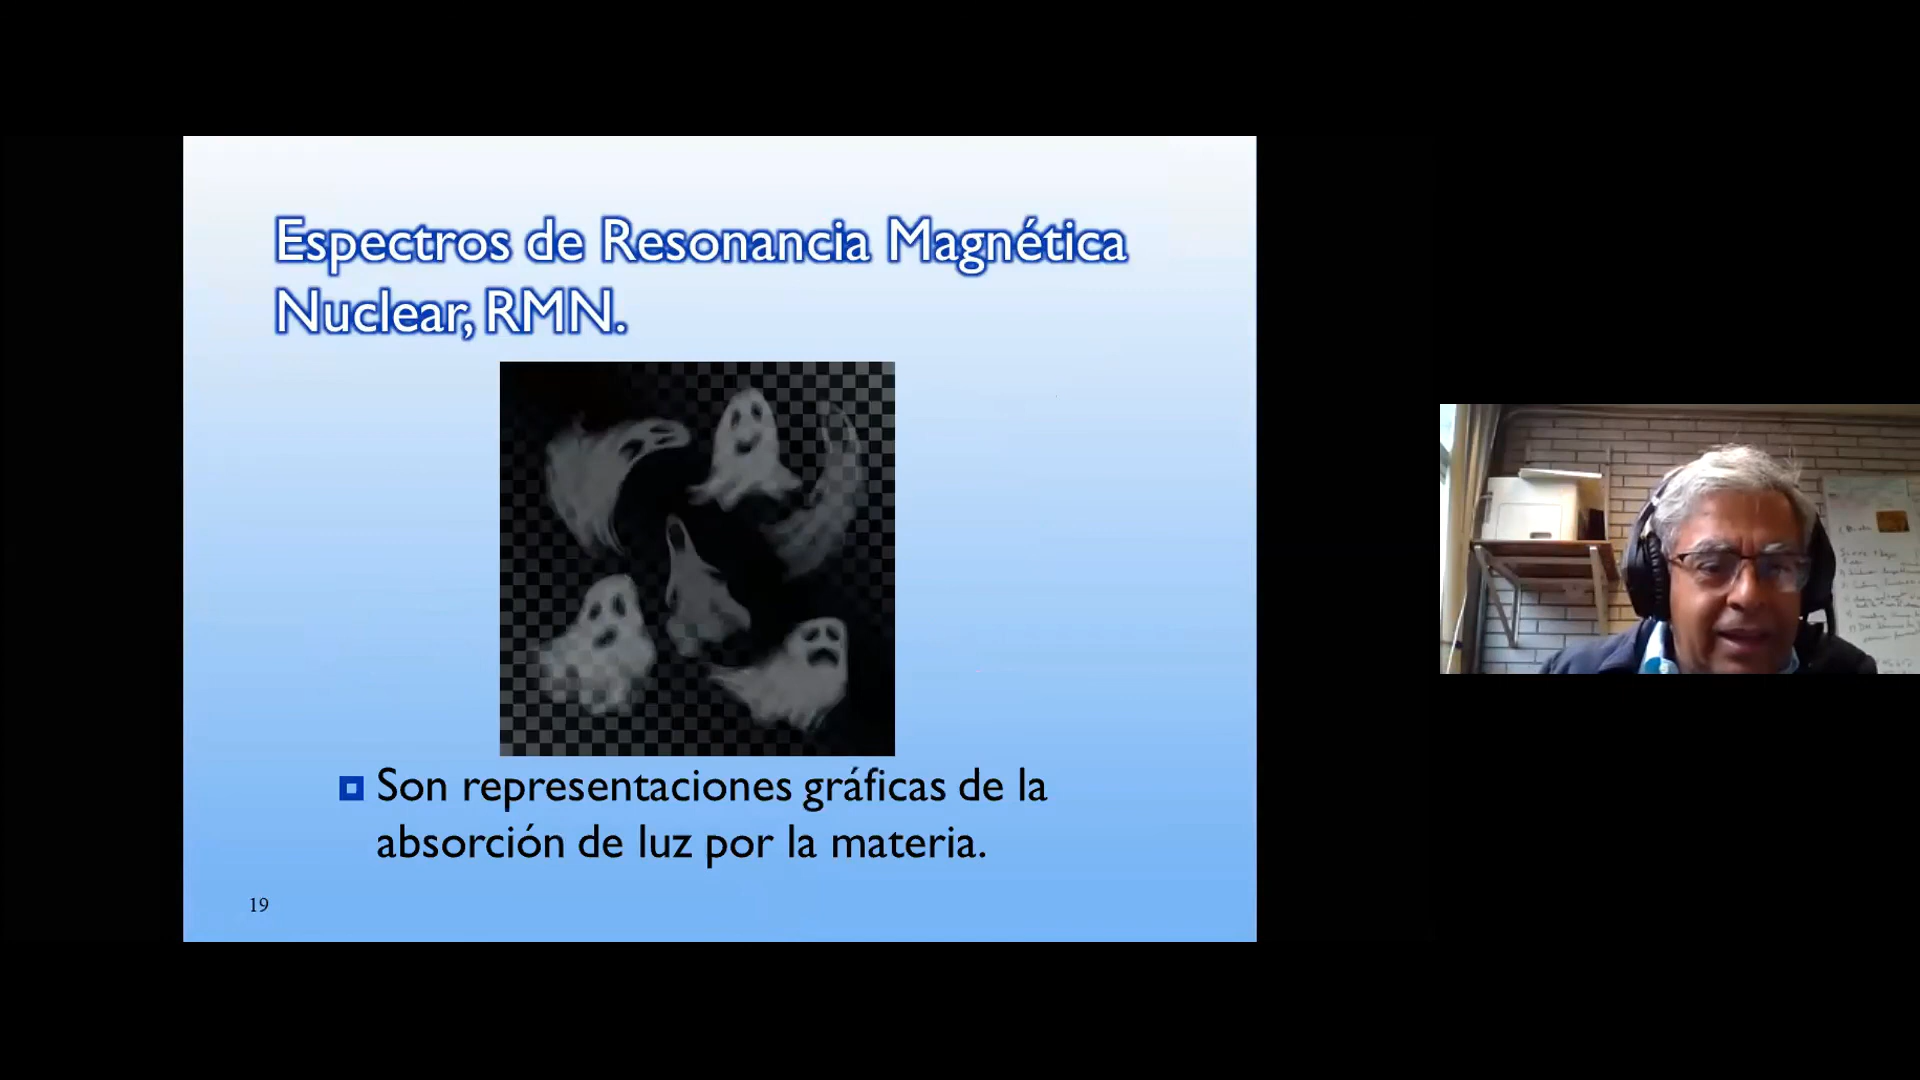 Espectros de Resonancia Magnética
Nuclear, RMN.
Son representaciones gráficas de la
absorción de luz por la materia.
19